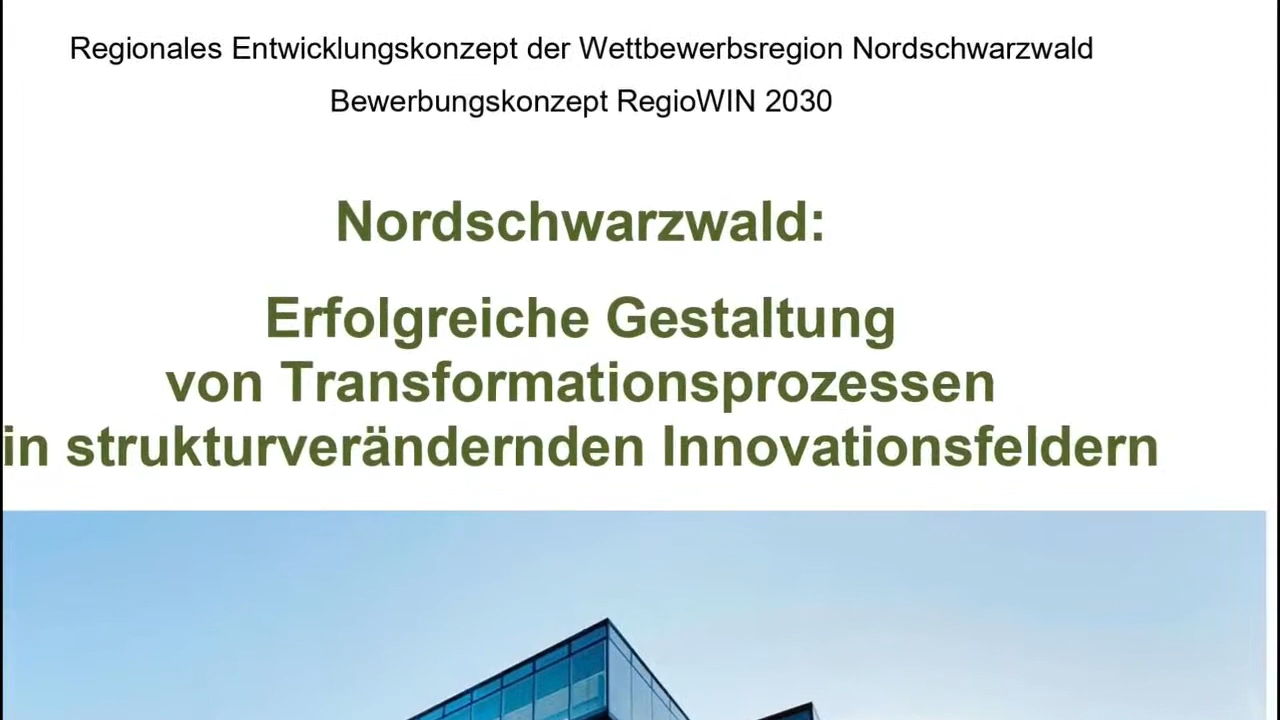 Regionales Entwicklungskonzept der Wettbewerbsregion Nordschwarzwald
Bewerbungskonzept RegioWIN 2030
Nordschwarzwald:
Erfolgreiche Gestaltung
von Transformationsprozessen
in strukturverändernden Innovationsfeldern